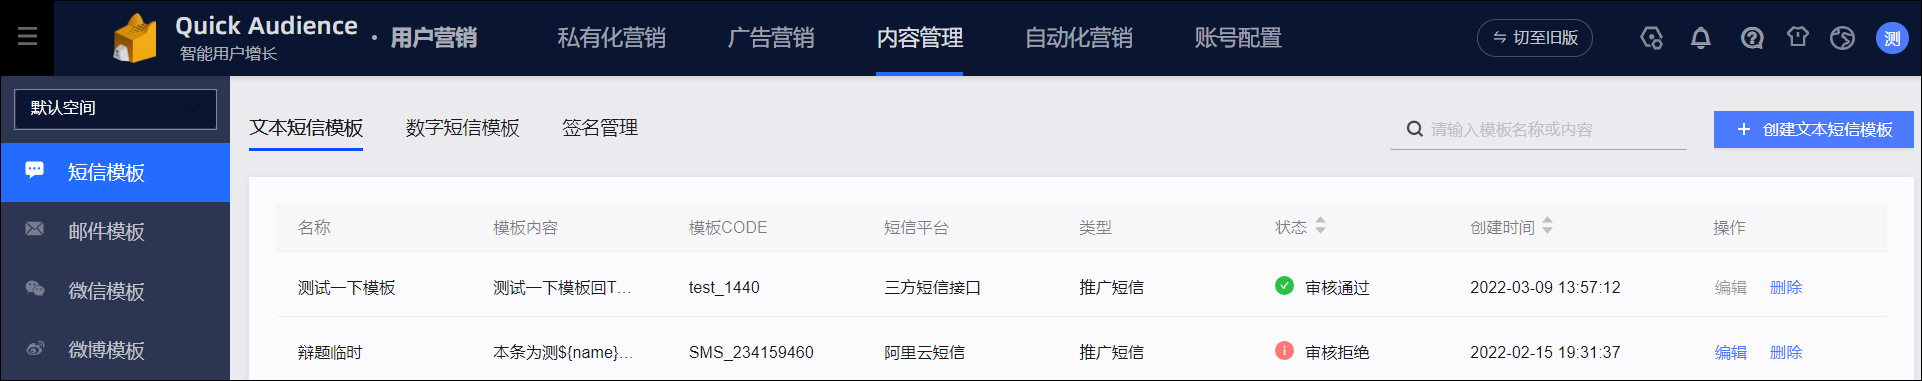 Quick Audience
智能用户增长
· 用户营销
私有化营销
广告营销
内容管理
自动化营销
账号配置
切至旧版
测
默认空间
短信模板
邮件模板
微信模板
微博模板
文本短信模板
数字短信模板
签名管理
请输入模板名称或内容
+ 创建文本短信模板
名称 模板内容 模板CODE 短信平台 类型 状态 创建时间 操作
测试一下模板 测试一下模板回T... test_1440 三方短信接口 推广短信 审核通过 2022-03-09 13:57:12 编辑 删除
辩题临时 本条为测${name}... SMS_234159460 阿里云短信 推广短信 审核拒绝 2022-02-15 19:31:37 编辑 删除